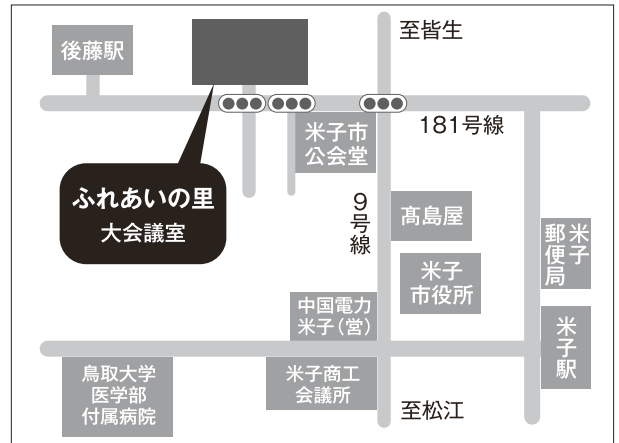 至皆生
後藤駅
181号線
米子市
公会堂
ふれあいの里
大会議室
9号線
髙島屋
米子
郵便局
米子
市役所
中国電力
米子(営)
米子駅
鳥取大学
医学部
付属病院
米子商工
会議所
至松江